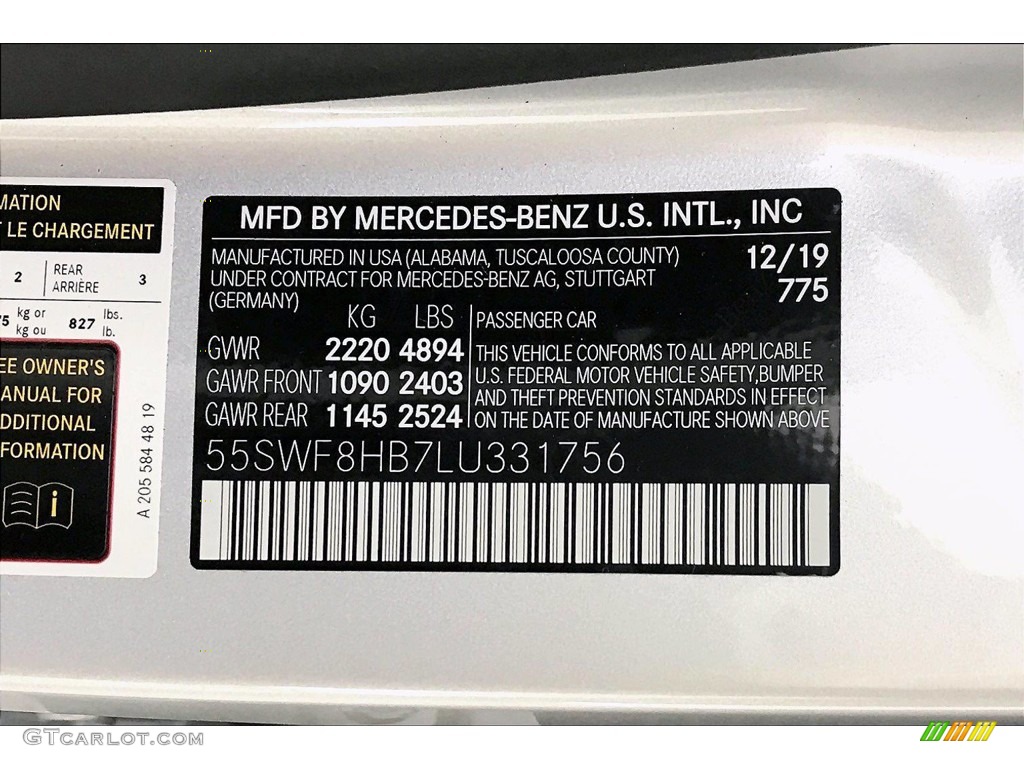 MATION
LE CHARGEMENT
2 REAR 3
ARRIÈRE
kg or lbs.
kg ou 827 lb.
OWNER'S
FOR
A 205 584 48 19
MFD BY MERCEDES-BENZ U.S. INTL., INC
MANUFACTURED IN USA (ALABAMA, TUSCALOOSA COUNTY) 12/19
UNDER CONTRACT FOR MERCEDES-BENZ AG, STUTTGART 775
(GERMANY)
KG LBS PASSENGER CAR
GVWR 2220 4894 THIS VEHICLE CONFORMS TO ALL APPLICABLE
GAWR FRONT 1090 2403 U.S. FEDERAL MOTOR VEHICLE SAFETY,BUMPER
AND THEFT PREVENTION STANDARDS IN EFFECT
GAWR REAR 1145 2524 ON THE DATE OF MANUFACTURE SHOWN ABOVE
55SWF8HB7LU331756
GTCarlot.com